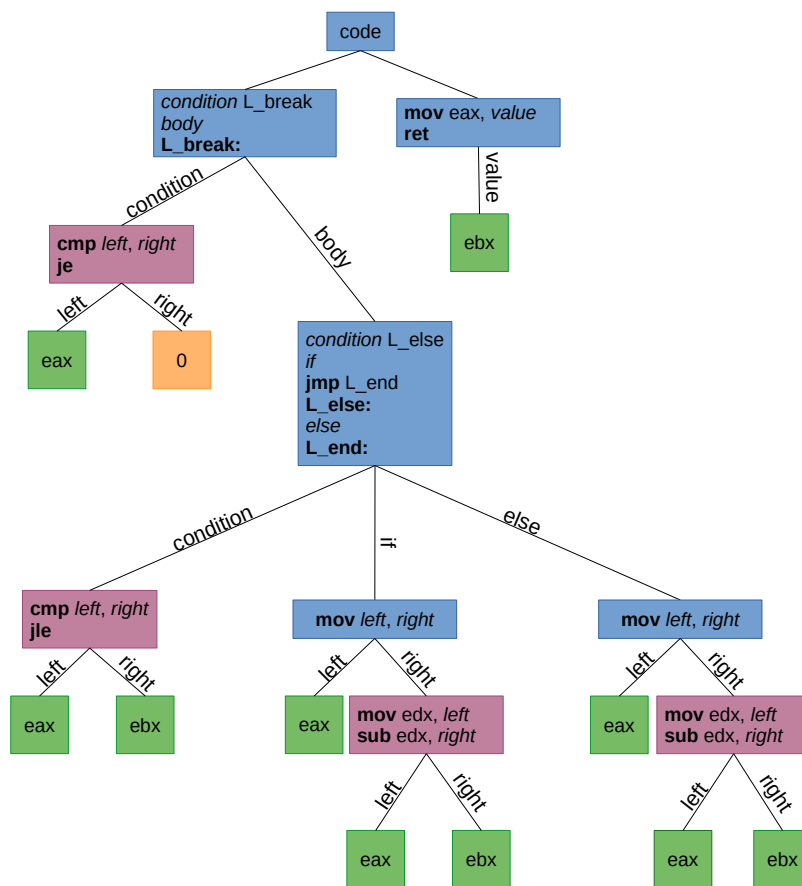 code
condition L_break
body
L_break:
mov eax, value
ret
condition
body
value
cmp left, right
je
ebx
left
right
eax
0
condition L_else
if
jmp L_end
L_else:
else
L_end:
condition
if
else
cmp left, right
jle
mov left, right
mov left, right
left
right
left
right
left
right
eax
ebx
eax
mov edx, left
sub edx, right
eax
mov edx, left
sub edx, right
left
right
left
right
eax
ebx
eax
ebx